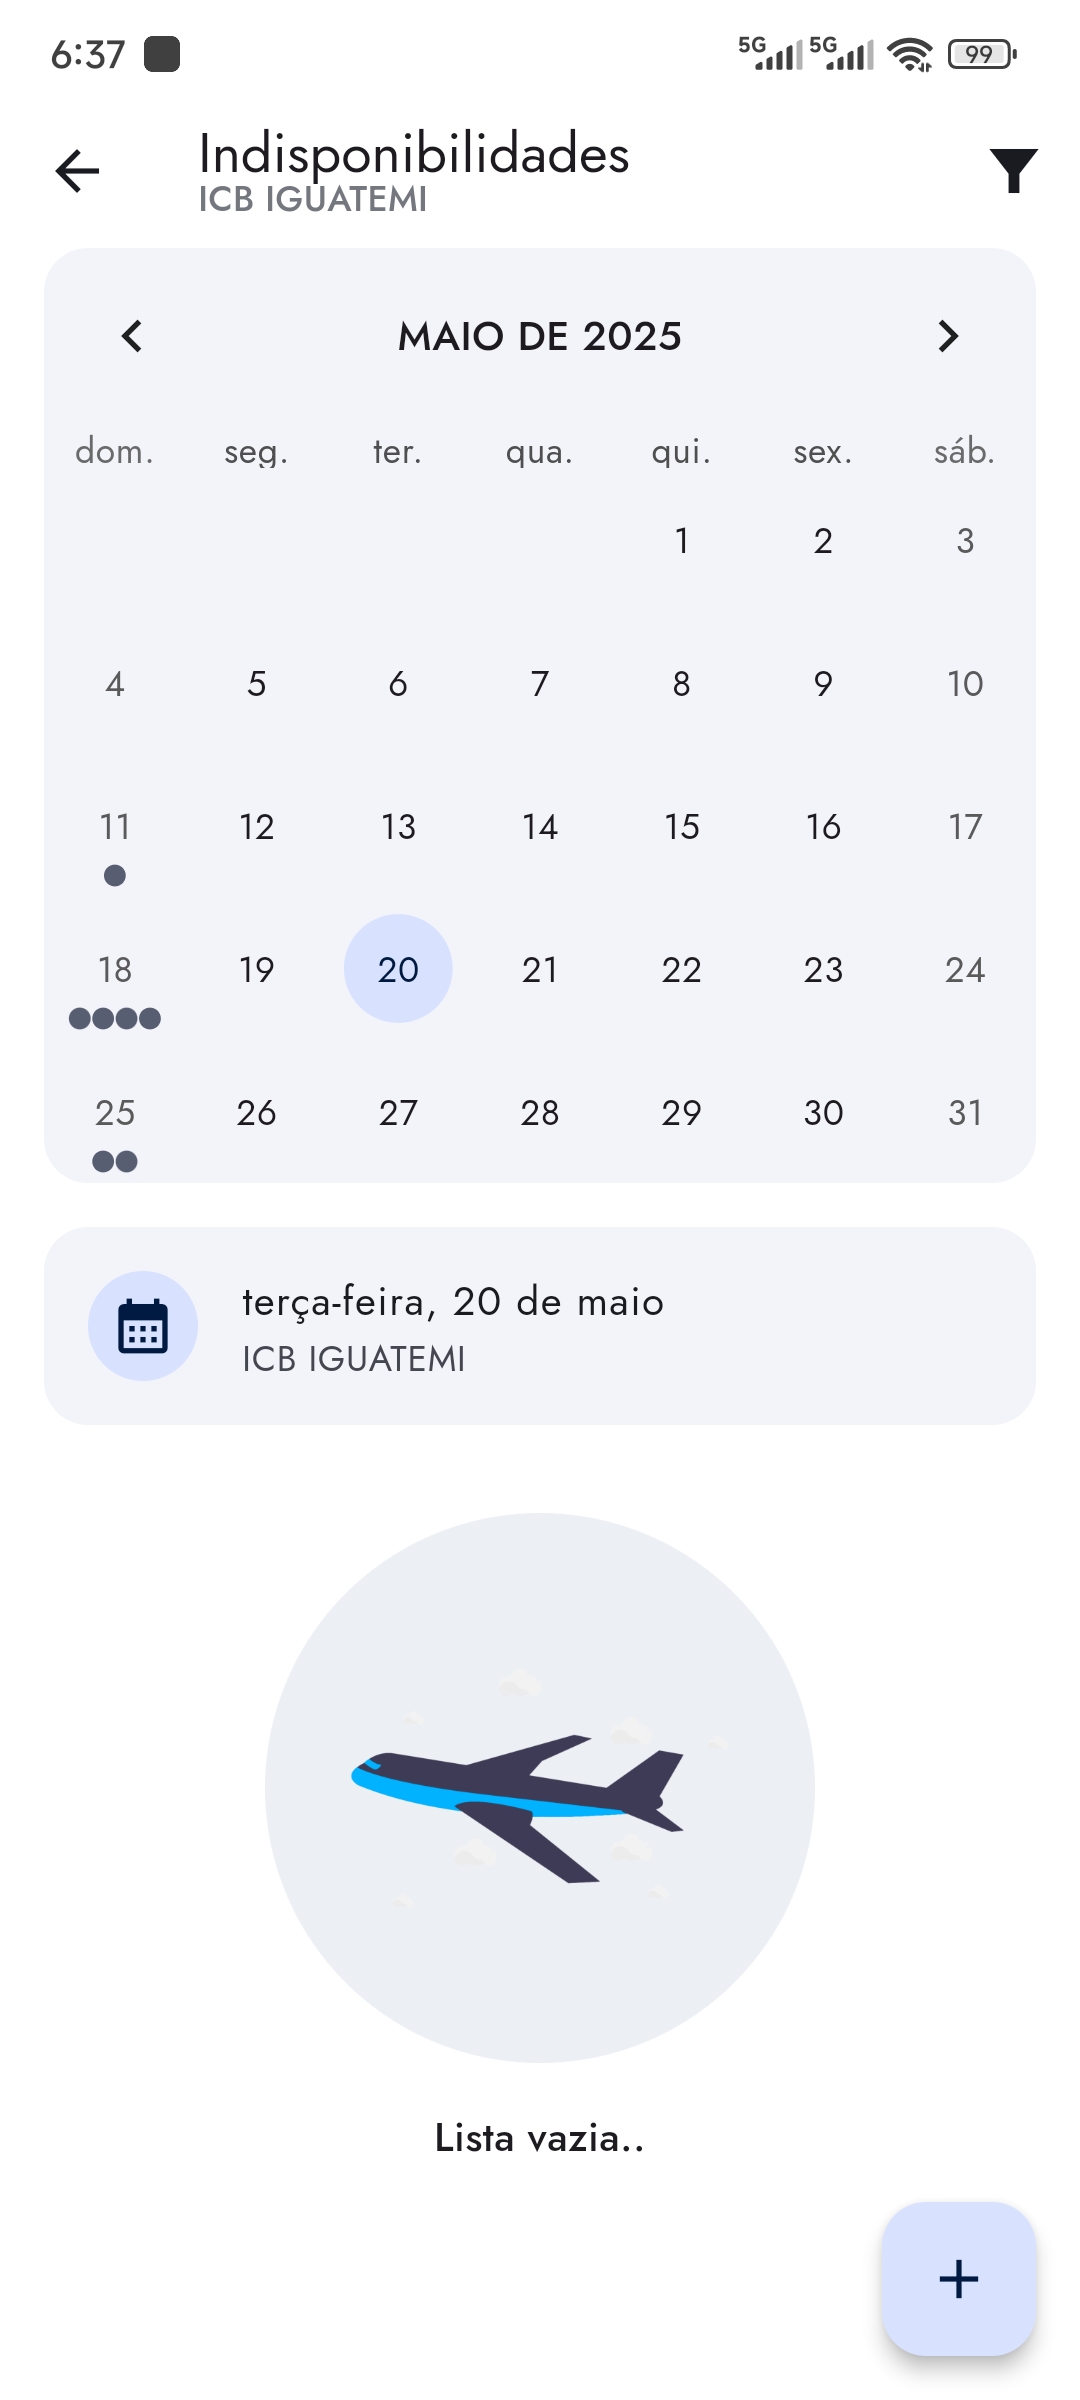 6:37
5G 5G 99
Indisponibilidades
ICB IGUATEMI
MAIO DE 2025
dom. seg. ter. qua. qui. sex. sáb.
1 2 3
4 5 6 7 8 9 10
11 12 13 14 15 16 17
18 19 20 21 22 23 24
25 26 27 28 29 30 31
terça-feira, 20 de maio
ICB IGUATEMI
Lista vazia..